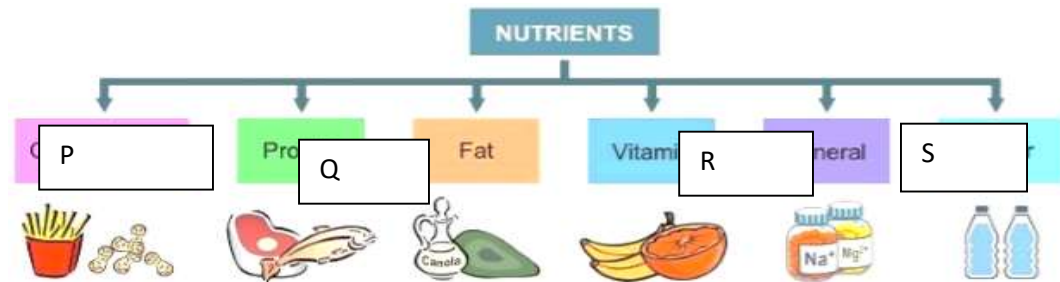 NUTRIENTS
P
Pro
Q
Fat
Vitami
R
neral
S
r
Canola
Na+
Mg2+